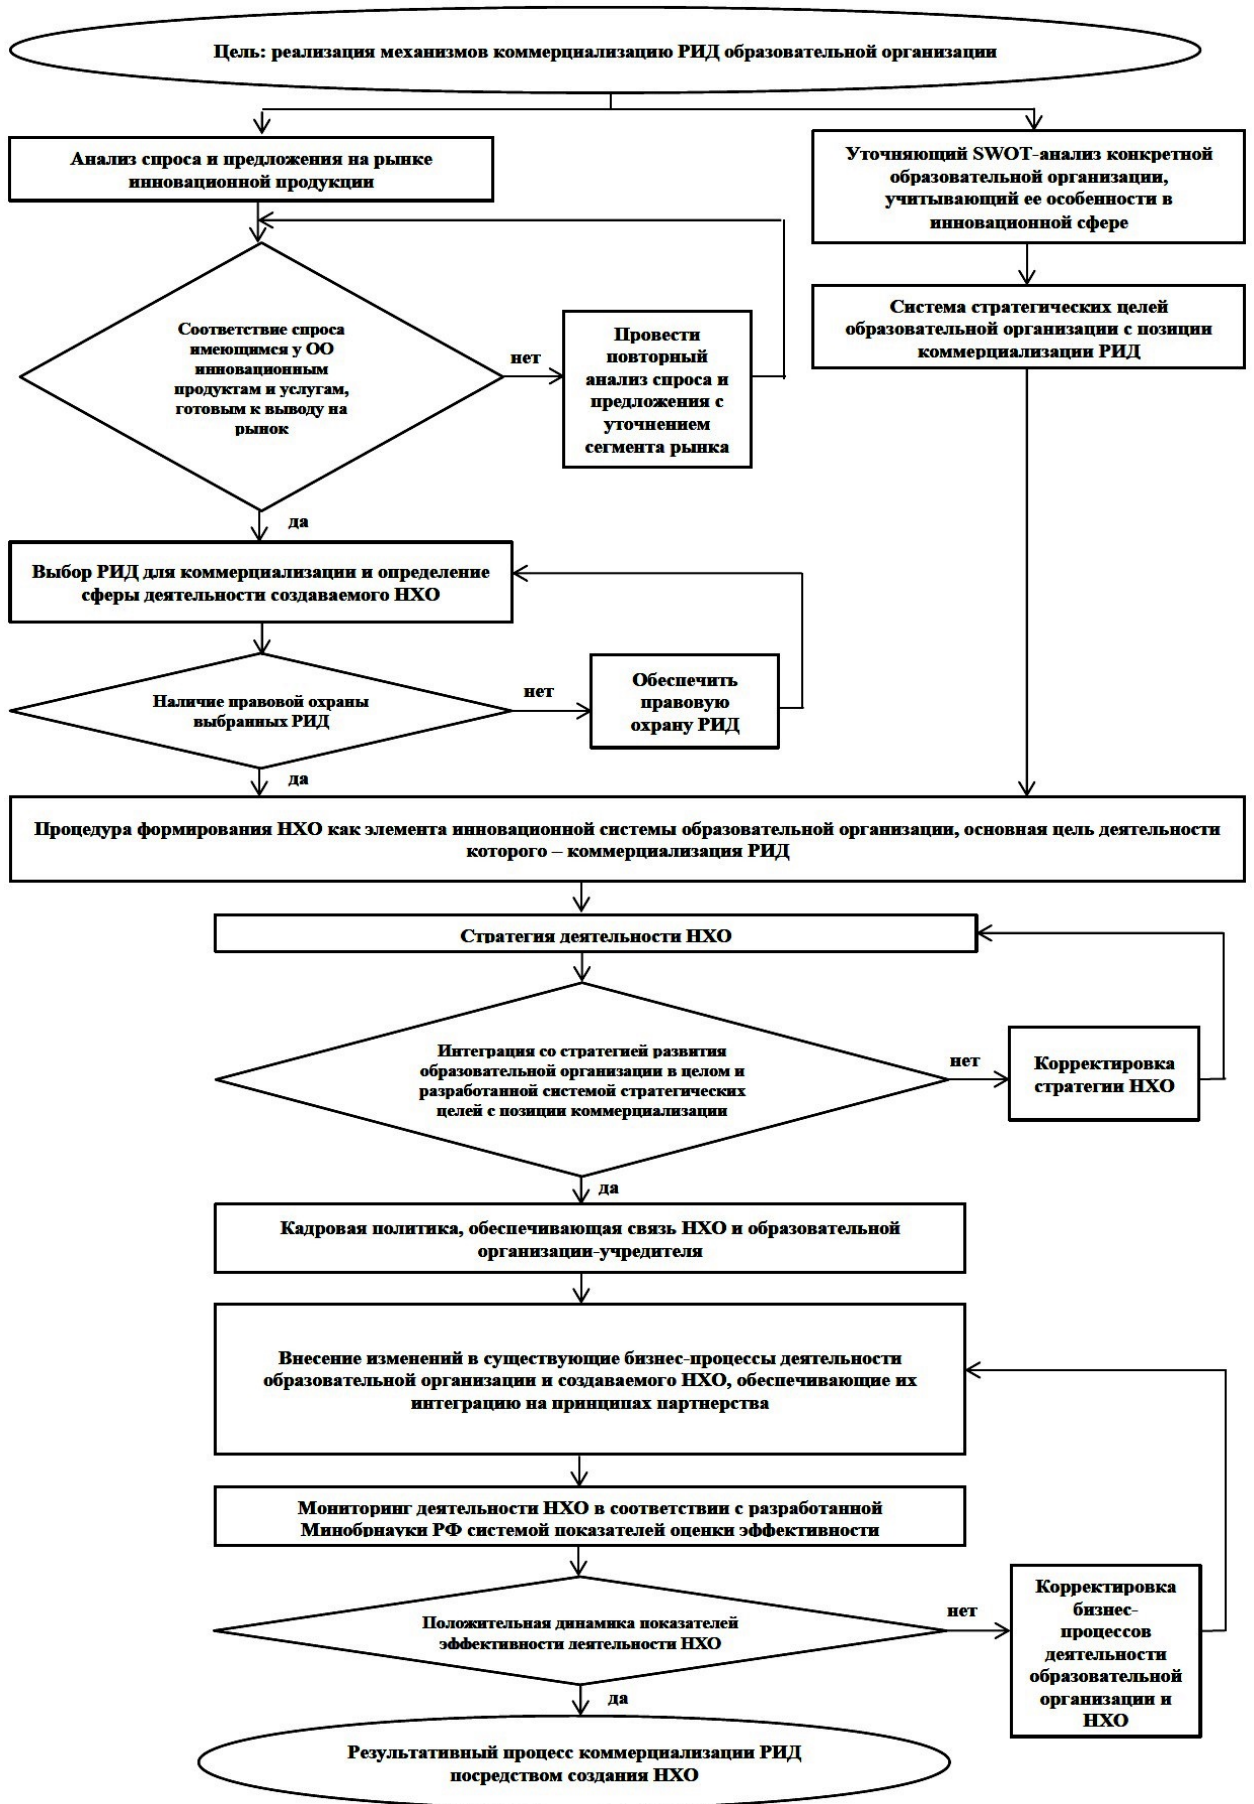 Цель: реализация механизмов коммерциализацию РИД образовательной организации
Анализ спроса и предложения на рынке
инновационной продукции
Уточняющий SWOT-анализ конкретной
образовательной организации,
учитывающий ее особенности в
инновационной сфере
Система стратегических целей
образовательной организации с позиции
коммерциализации РИД
Соответствие спроса
имеющимся у ОО
инновационным
продуктам и услугам,
готовым к выводу на
рынок
нет
Провести
повторный
анализ спроса и
предложения с
уточнением
сегмента рынка
да
Выбор РИД для коммерциализации и определение
сферы деятельности создаваемого НХО
Наличие правовой охраны
выбранных РИД
нет
Обеспечить
правовую
охрану РИД
да
Процедура формирования НХО как элемента инновационной системы образовательной организации, основная цель деятельности
которого – коммерциализация РИД
Стратегия деятельности НХО
Интеграция со стратегией развития
образовательной организации в целом и
разработанной системой стратегических
целей с позиции коммерциализации
нет
Корректировка
стратегии НХО
да
Кадровая политика, обеспечивающая связь НХО и образовательной
организации-учредителя
Внесение изменений в существующие бизнес-процессы деятельности
образовательной организации и создаваемого НХО, обеспечивающие их
интеграцию на принципах партнерства
Мониторинг деятельности НХО в соответствии с разработанной
Минобрнауки РФ системой показателей оценки эффективности
Положительная динамика показателей
эффективности деятельности НХО
нет
Корректировка
бизнес-
процессов
деятельности
образовательной
организации и
НХО
да
Результативный процесс коммерциализации РИД
посредством создания НХО